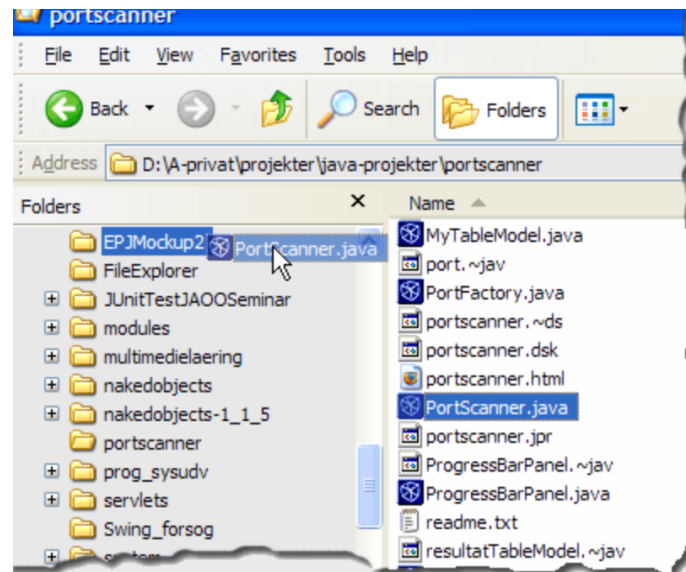 portscanner
File Edit View Favorites Tools Help
Back Search Folders
Address D:\A-privat\projekter\java-projekter\portscanner
Folders
EPJMockup2
PortScanner.java
FileExplorer
JUnitTestJAOOSeminar
modules
multimedielaering
nakedobjects
nakedobjects-1_1_5
portscanner
prog_sysudv
servlets
Swing_forsog
Name
MyTableModel.java
port.~jav
PortFactory.java
portscanner.~ds
portscanner.dsk
portscanner.html
PortScanner.java
portscanner.jpr
ProgressBarPanel.~jav
ProgressBarPanel.java
readme.txt
resultatTableModel.~jav